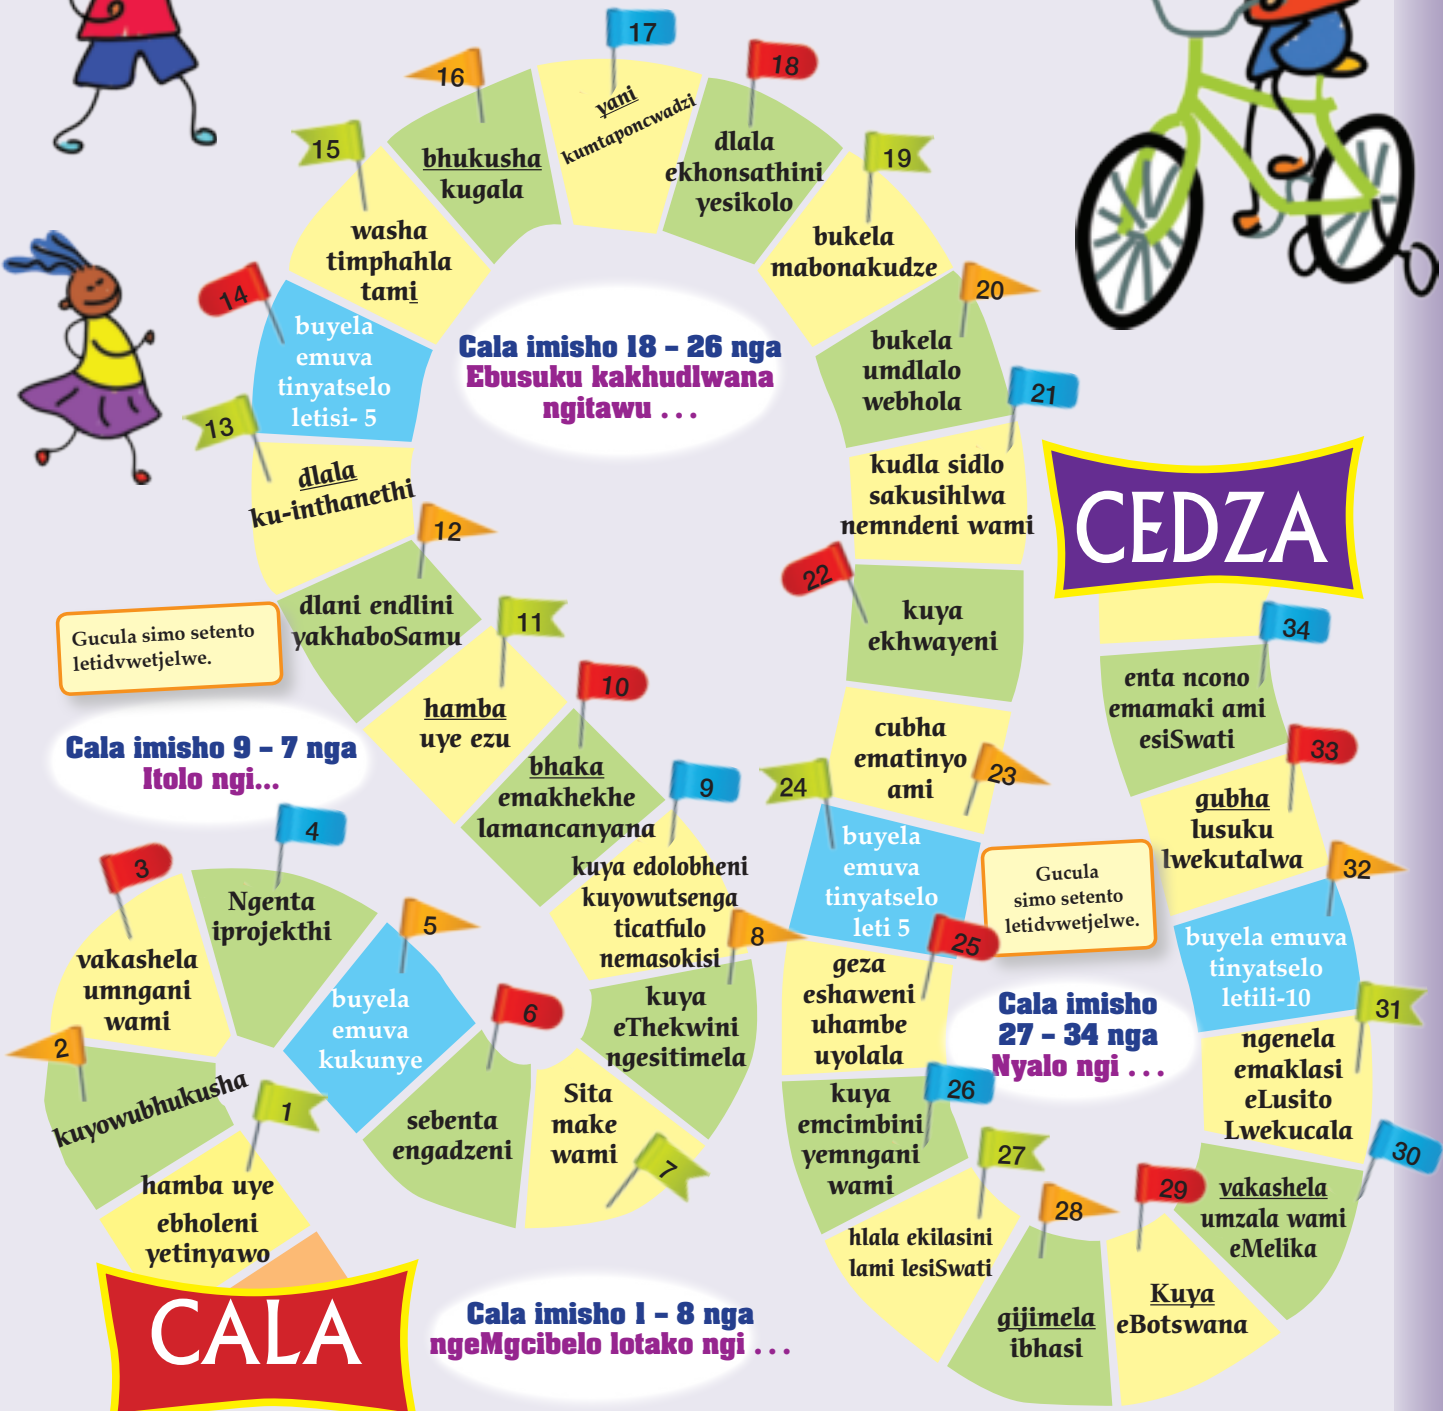 CALA
1
hamba uye
ebholeni
yetinyawo
2
kuyowubhukusha
3
vakashela
umngani
wami
4
Ngenta
iprojekthi
5
buyela
emuva
kukunye
6
sebenta
engadzeni
7
Sita
make
wami
8
kuya
eThekwini
ngesitimela
9
kuya edolobheni
kuyowutsenga
ticatfulo
nemasokisi
10
bhaka
emakhekhe
lamancanyana
11
hamba
uye ezu
12
dlani endlini
yakhaboSamu
13
dlala
ku-inthanethi
14
buyela
emuva
tinyatselo
letisi- 5
15
washa
timphahla
tami
16
bhukusha
kugala
17
yani
kumtaponcwadzi
18
dlala
ekhonsathini
yesikolo
19
bukela
mabonakudze
20
bukela
umdlalo
webhola
21
kudla sidlo
sakusihlwa
nemndeni wami
22
kuya
ekhwayeni
23
cubha
ematinyo
ami
24
buyela
emuva
tinyatselo
leti 5
25
geza
eshaweni
uhambe
uyolala
26
kuya
emcimbini
yemngani
wami
27
hlala ekilasini
lami lesiSwati
28
gijimela
ibhasi
29
Kuya
eBotswana
30
vakashela
umzala wami
eMelika
31
ngenela
emaklasi
eLusito
Lwekucala
32
buyela emuva
tinyatselo
letili-10
33
gubha
lusuku
lwekutalwa
34
enta ncono
emamaki ami
esiSwati
CEDZA
Cala imisho 18 – 26 nga
Ebusuku kakhudlwana
ngitawu . . .
Gucula simo setento
letidvwetjelwe.
Cala imisho 9 – 7 nga
Itolo ngi...
Gucula
simo setento
letidvwetjelwe.
Cala imisho
27 – 34 nga
Nyalo ngi . . .
Cala imisho 1 – 8 nga
ngeMgcibelo lotako ngi . . .